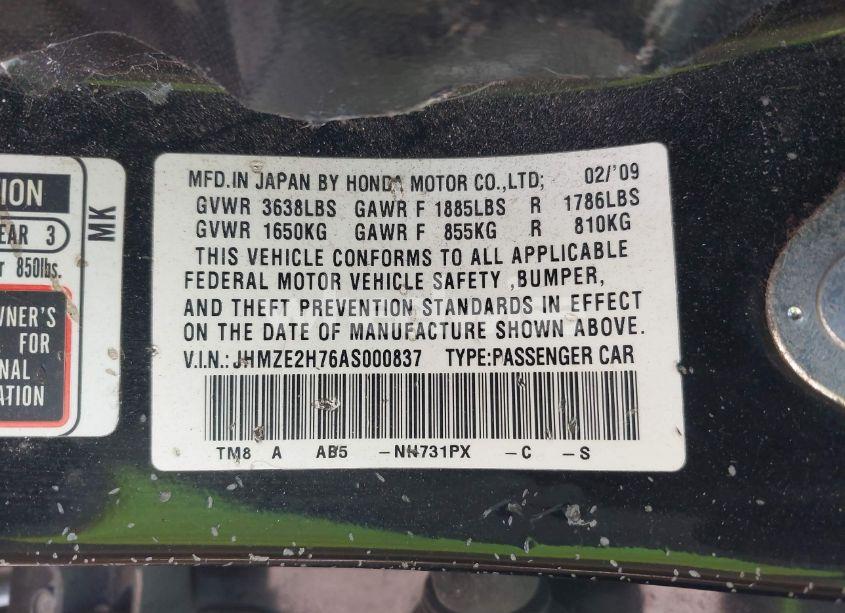 ION
EAR 3
r 850lbs.
MK
WNER'S
FOR
NAL
ATION
MFD.IN JAPAN BY HONDA MOTOR CO.,LTD; 02/'09
GVWR 3638LBS GAWR F 1885LBS R 1786LBS
GVWR 1650KG GAWR F 855KG R 810KG
THIS VEHICLE CONFORMS TO ALL APPLICABLE
FEDERAL MOTOR VEHICLE SAFETY ,BUMPER,
AND THEFT PREVENTION STANDARDS IN EFFECT
ON THE DATE OF MANUFACTURE SHOWN ABOVE.
V.I.N.: JHMZE2H76AS000837 TYPE:PASSENGER CAR
TM8 A AB5 -NH731PX -C -S